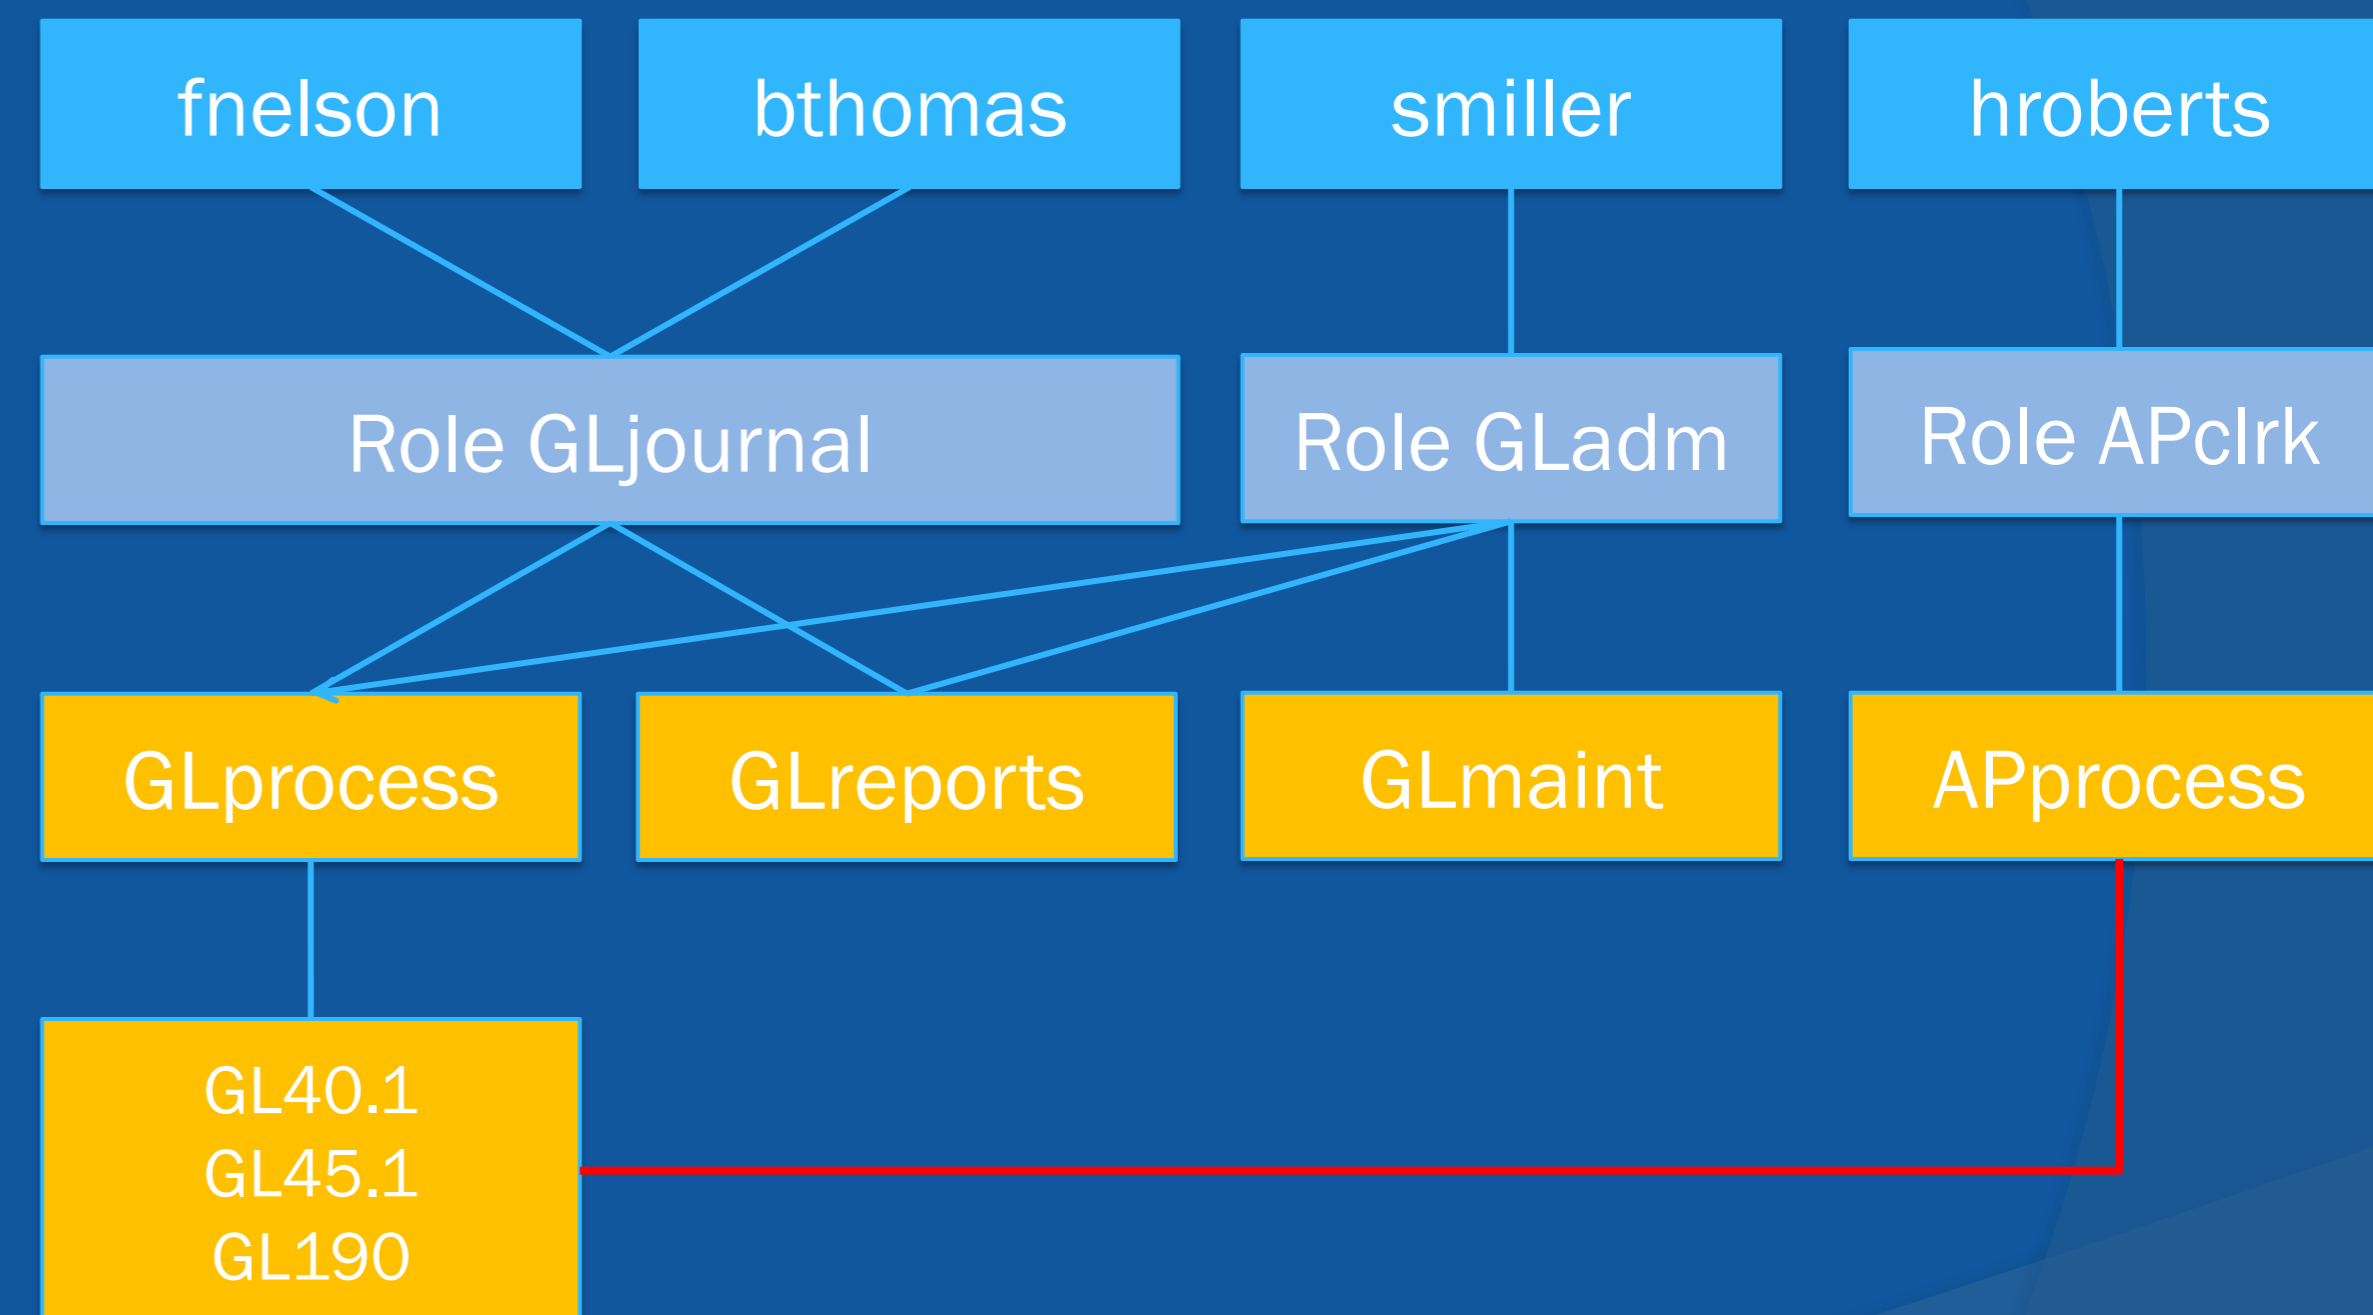 fnelson
bthomas
smiller
hroberts
Role GLjournal
Role GLadm
Role APclrk
GLprocess
GLreports
GLmaint
APprocess
GL40.1
GL45.1
GL190